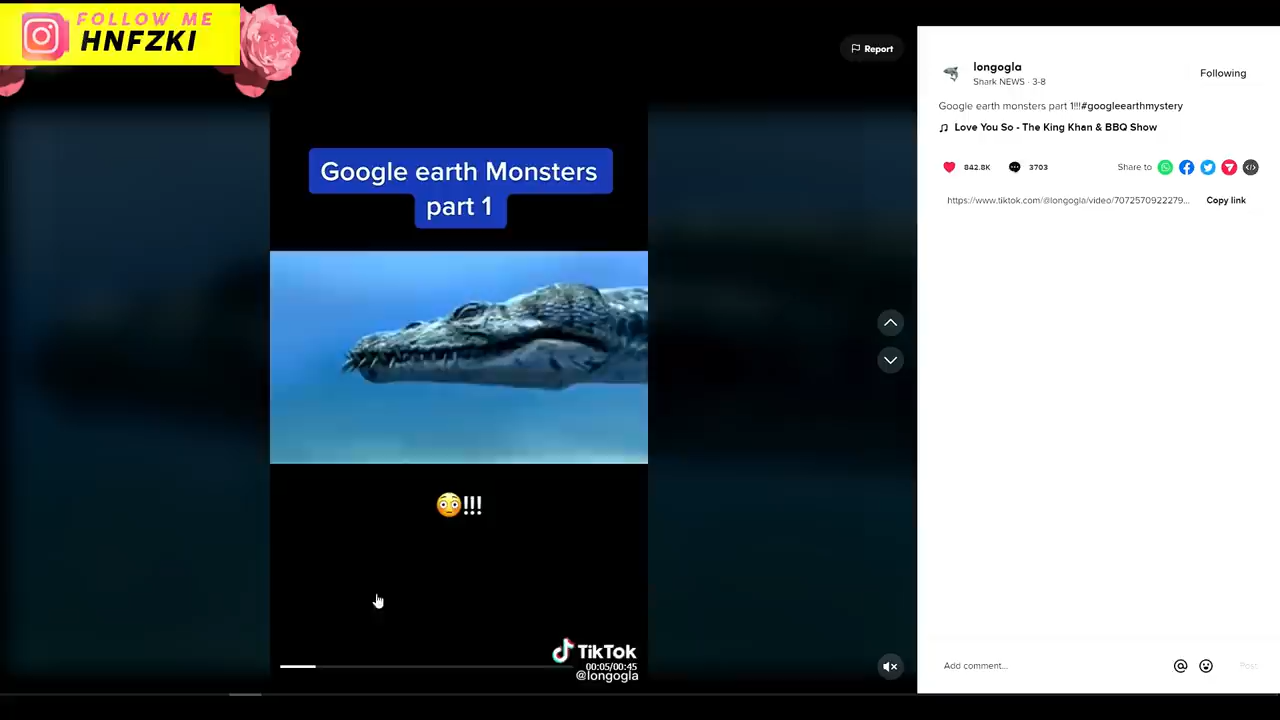 FOLLOW ME
HNFZKI
Report
Google earth Monsters
part 1
😳!!!
TikTok
00:05/00:45
@longogla
longogla
Shark NEWS · 3-8
Following
Google earth monsters part 1!!!#googleearthmystery
Love You So - The King Khan & BBQ Show
842.8K
3703
Share to
https://www.tiktok.com/@longogla/video/7072570922279...
Copy link
Add comment...
@
Post